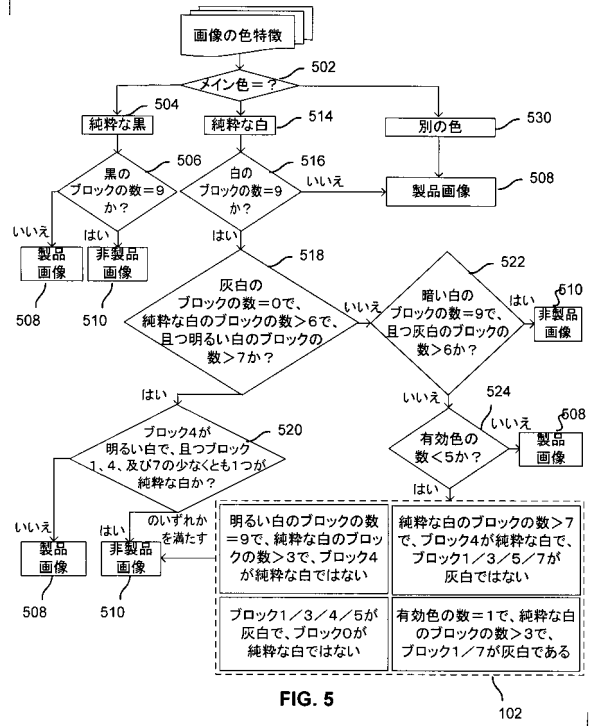 画像の色特徴
502
メイン色=?
504
純粋な黒
514
純粋な白
530
別の色
506
黒の
ブロックの数=9
か?
516
白の
ブロックの数=9
か?
いいえ
製品画像
508
いいえ
はい
はい
製品
画像
非製品
画像
508
510
518
灰白の
ブロックの数=0で、
純粋な白のブロックの数>6で、
且つ明るい白のブロックの
数>7か?
いいえ
522
暗い白の
ブロックの数=9で、
且つ灰白のブロックの
数>6か?
はい
510
非製品
画像
はい
いいえ
520
ブロック4が
明るい白で、且つブロック
1、4、及び7の少なくとも1つが
純粋な白か?
524
有効色の
数<5か?
いいえ
508
製品
画像
はい
いいえ
はい
のいずれか
を満たす
製品
画像
非製品
画像
508
510
明るい白のブロックの数
=9で、純粋な白のブロッ
クの数>3で、ブロック4
が純粋な白ではない
純粋な白のブロックの数>7
で、ブロック4が純粋な白で、
ブロック1/3/5/7が
灰白ではない
ブロック1/3/4/5が
灰白で、ブロック0が
純粋な白ではない
有効色の数=1で、純粋な白
のブロックの数>3で、
ブロック1/7が灰白である
102
FIG. 5